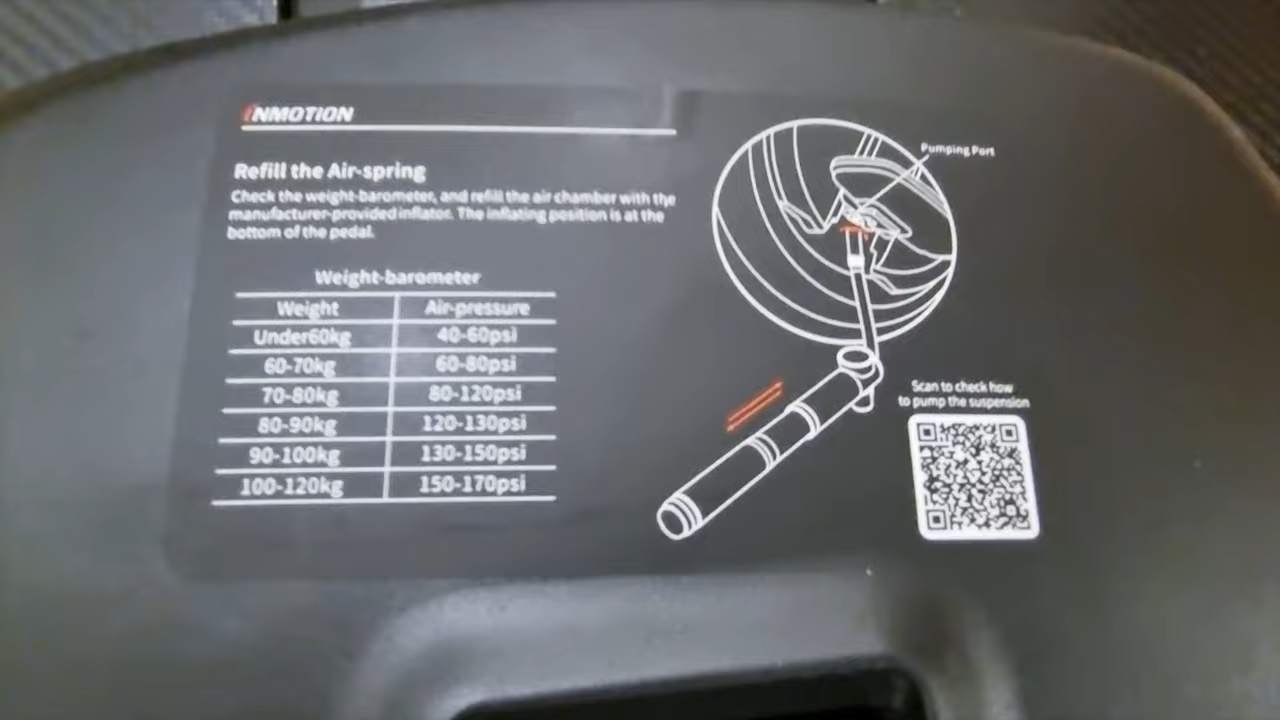 INMOTION
Refill the Air-spring
Check the weight-barometer, and refill the air chamber with the
manufacturer-provided inflator. The inflating position is at the
bottom of the pedal.
Weight-barometer
Weight Air-pressure
Under60kg 40-60psi
60-70kg 60-80psi
70-80kg 80-120psi
80-90kg 120-130psi
90-100kg 130-150psi
100-120kg 150-170psi
Pumping Port
Scan to check how
to pump the suspension